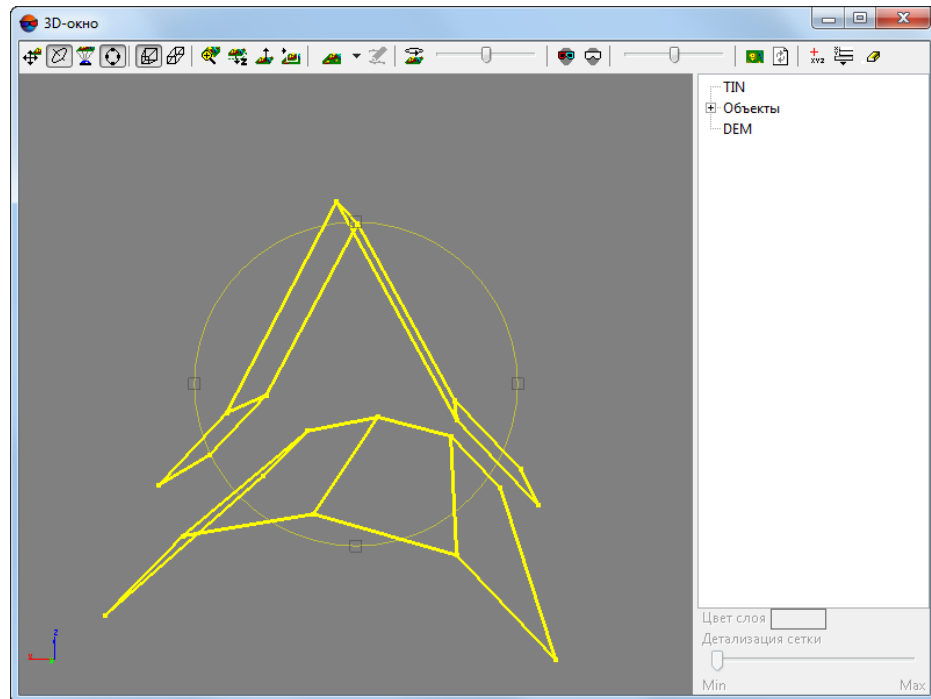 3D-окно
TIN
Объекты
DEM
Цвет слоя
Детализация сетки
Min Max
z